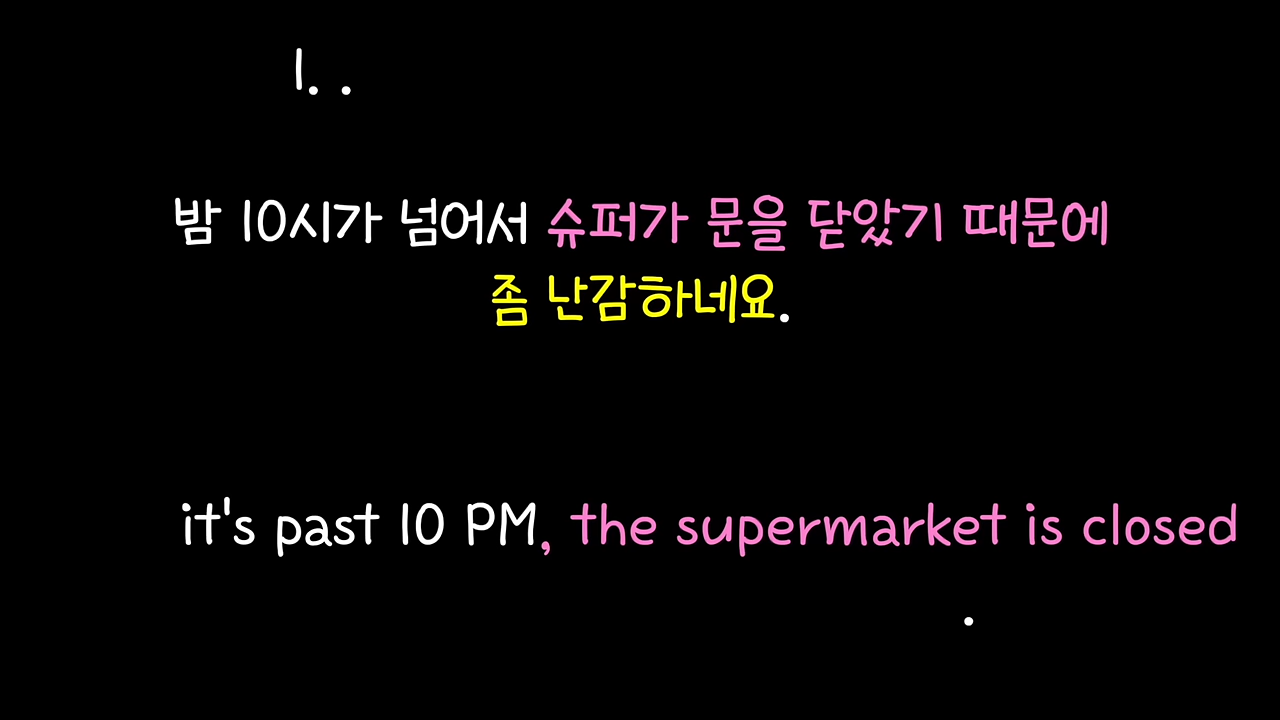 1. .
밤 10시가 넘어서 슈퍼가 문을 닫았기 때문에
좀 난감하네요.
it's past 10 PM, the supermarket is closed
.